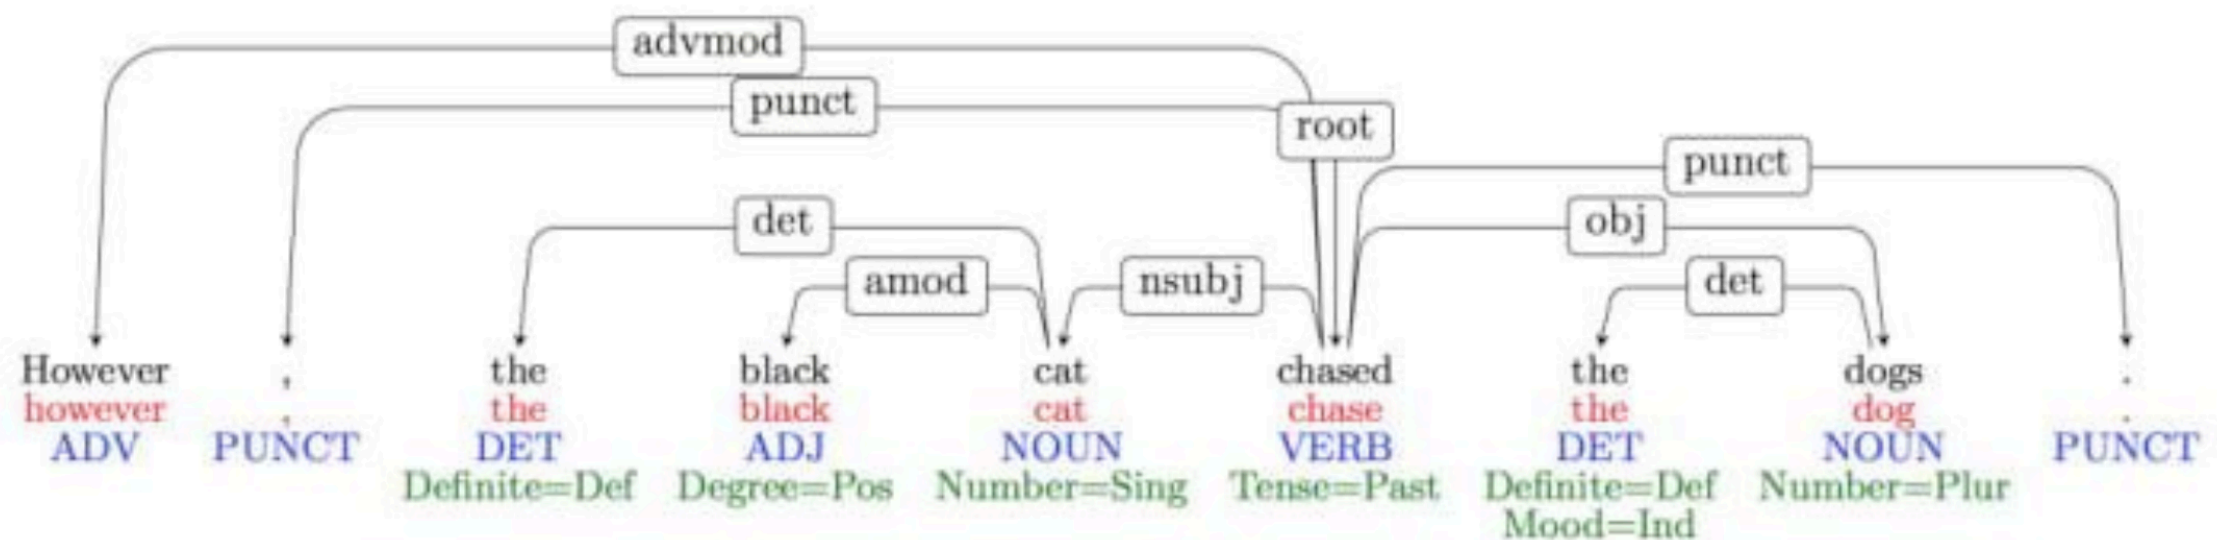 advmod
punct
root
punct
det
obj
amod
nsubj
det
However , the black cat chased the dogs .
however , the black cat chase the dog .
ADV PUNCT DET ADJ NOUN VERB DET NOUN PUNCT
Definite=Def Degree=Pos Number=Sing Tense=Past Definite=Def Number=Plur
Mood=Ind